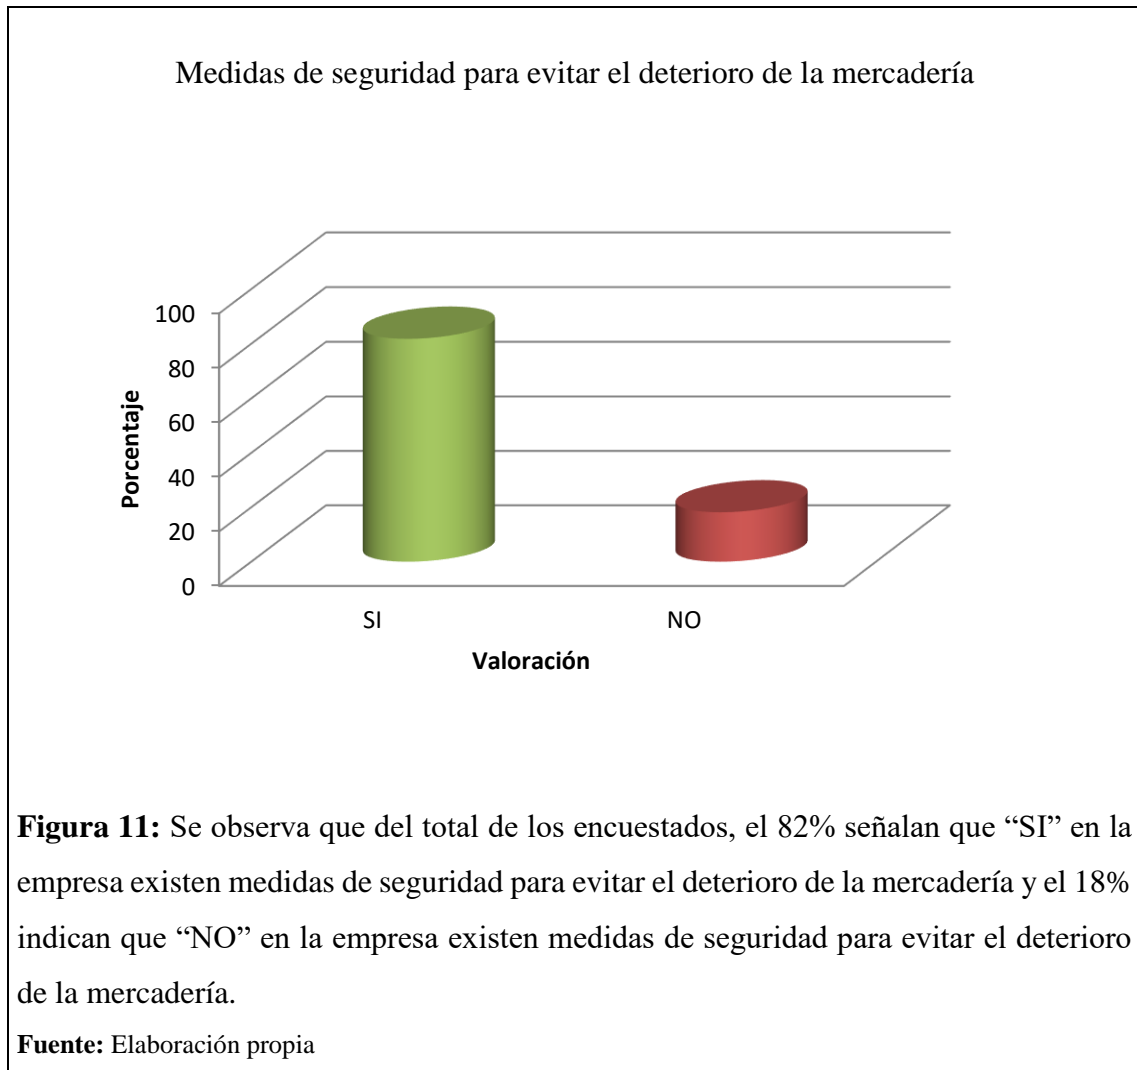 Medidas de seguridad para evitar el deterioro de la mercadería
100
80
60
40
20
0
Porcentaje
SI
NO
Valoración
Figura 11: Se observa que del total de los encuestados, el 82% señalan que “SI” en la
empresa existen medidas de seguridad para evitar el deterioro de la mercadería y el 18%
indican que “NO” en la empresa existen medidas de seguridad para evitar el deterioro
de la mercadería.
Fuente: Elaboración propia